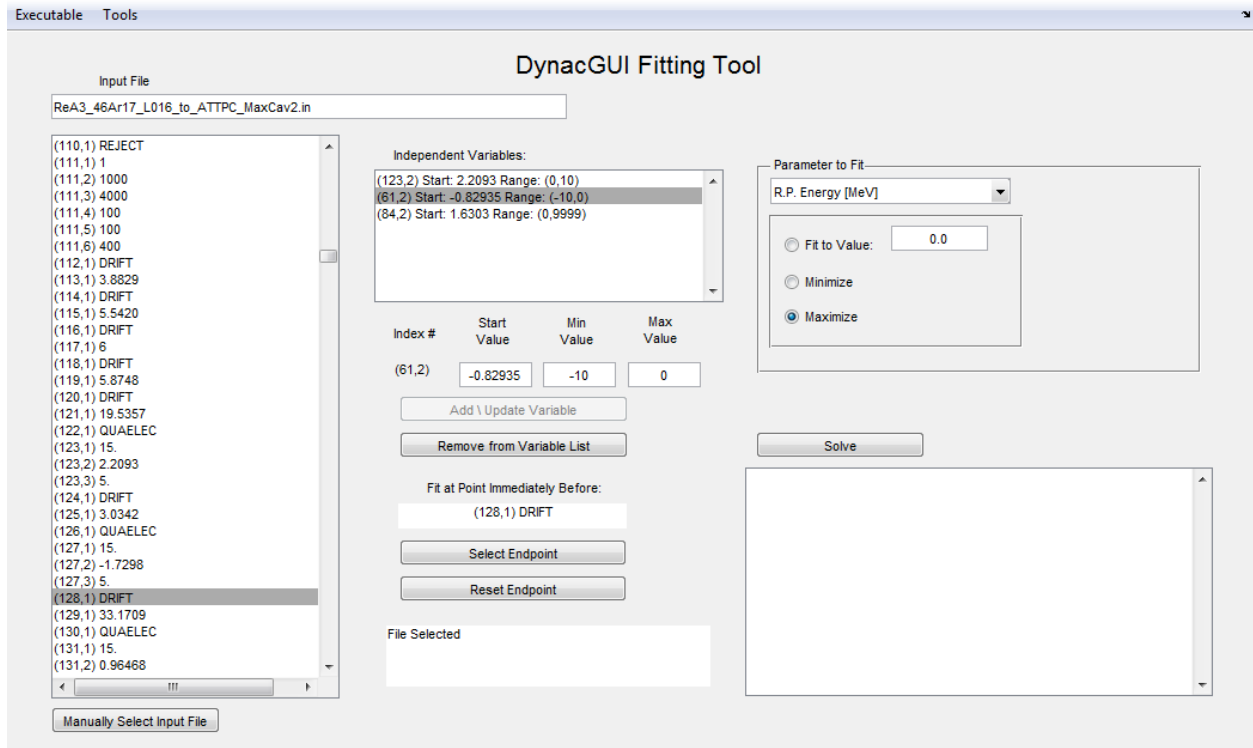 Executable Tools
DynacGUI Fitting Tool
Input File
ReA3_46Ar17_L016_to_ATTPC_MaxCav2.in
(110,1) REJECT
(111,1) 1
(111,2) 1000
(111,3) 4000
(111,4) 100
(111,5) 100
(111,6) 400
(112,1) DRIFT
(113,1) 3.8829
(114,1) DRIFT
(115,1) 5.5420
(116,1) DRIFT
(117,1) 6
(118,1) DRIFT
(119,1) 5.8748
(120,1) DRIFT
(121,1) 19.5357
(122,1) QUAELEC
(123,1) 15.
(123,2) 2.2093
(123,3) 5.
(124,1) DRIFT
(125,1) 3.0342
(126,1) QUAELEC
(127,1) 15.
(127,2) -1.7298
(127,3) 5.
(128,1) DRIFT
(129,1) 33.1709
(130,1) QUAELEC
(131,1) 15.
(131,2) 0.96468
Manually Select Input File
Independent Variables:
(123,2) Start: 2.2093 Range: (0,10)
(61,2) Start: -0.82935 Range: (-10,0)
(84,2) Start: 1.6303 Range: (0,9999)
Index # Start Value Min Value Max Value
(61,2) -0.82935 -10 0
Add \ Update Variable
Remove from Variable List
Fit at Point Immediately Before:
(128,1) DRIFT
Select Endpoint
Reset Endpoint
File Selected
Parameter to Fit
R.P. Energy [MeV]
Fit to Value: 0.0
Minimize
Maximize
Solve